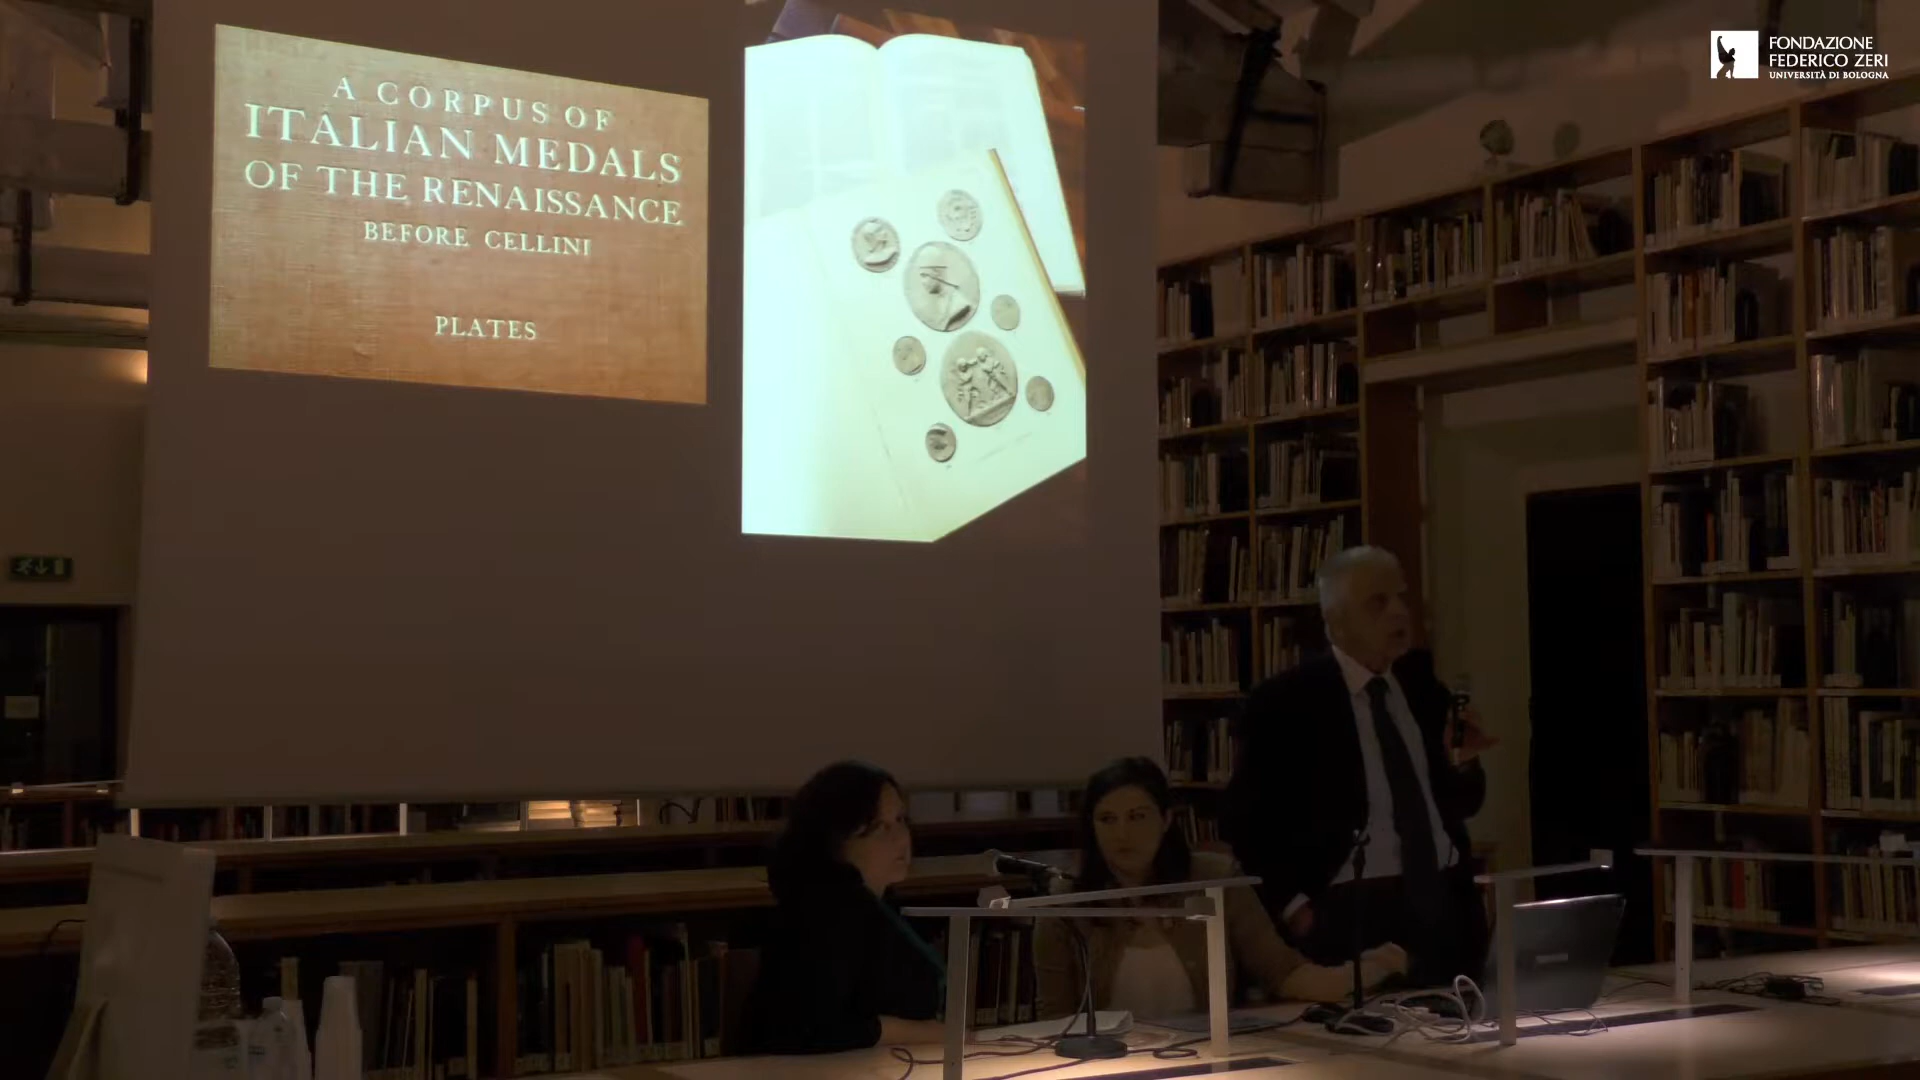 A CORPUS OF
ITALIAN MEDALS
OF THE RENAISSANCE
BEFORE CELLINI
PLATES
FONDAZIONE
FEDERICO ZERI
UNIVERSITÀ DI BOLOGNA